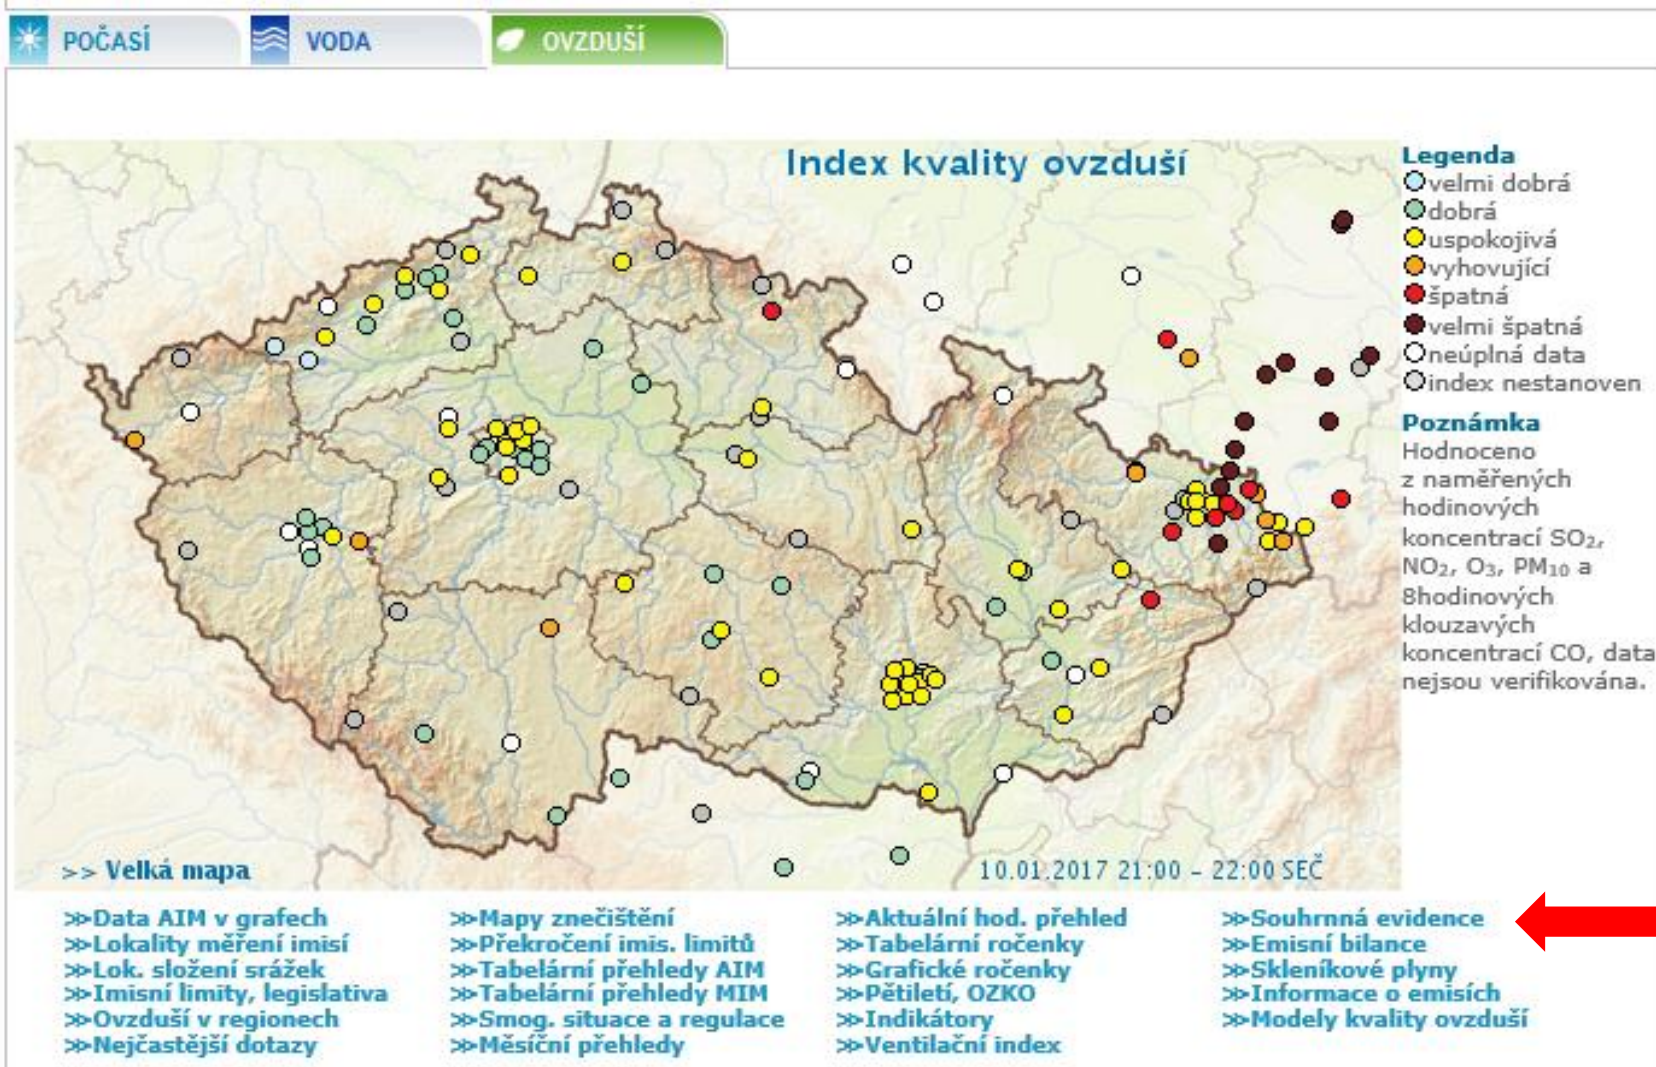 POČASÍ VODA OVZDUŠÍ
Index kvality ovzduší
Legenda
velmi dobrá
dobrá
uspokojivá
vyhovující
špatná
velmi špatná
neúplná data
index nestanoven
Poznámka
Hodnoceno
z naměřených
hodinových
koncentrací SO₂,
NO₂, O₃, PM₁₀ a
8hodinových
klouzavých
koncentrací CO, data
nejsou verifikována.
>> Velká mapa 10.01.2017 21:00 - 22:00 SEČ
>>Data AIM v grafech >>Mapy znečištění >>Aktuální hod. přehled >>Souhrnná evidence
>>Lokality měření imisí >>Překročení imis. limitů >>Tabelární ročenky >>Emisní bilance
>>Lok. složení srážek >>Tabelární přehledy AIM >>Grafické ročenky >>Skleníkové plyny
>>Imisní limity, legislativa >>Tabelární přehledy MIM >>Pětiletí, OZKO >>Informace o emisích
>>Ovzduší v regionech >>Smog. situace a regulace >>Indikátory >>Modely kvality ovzduší
>>Nejčastější dotazy >>Měsíční přehledy >>Ventilační index